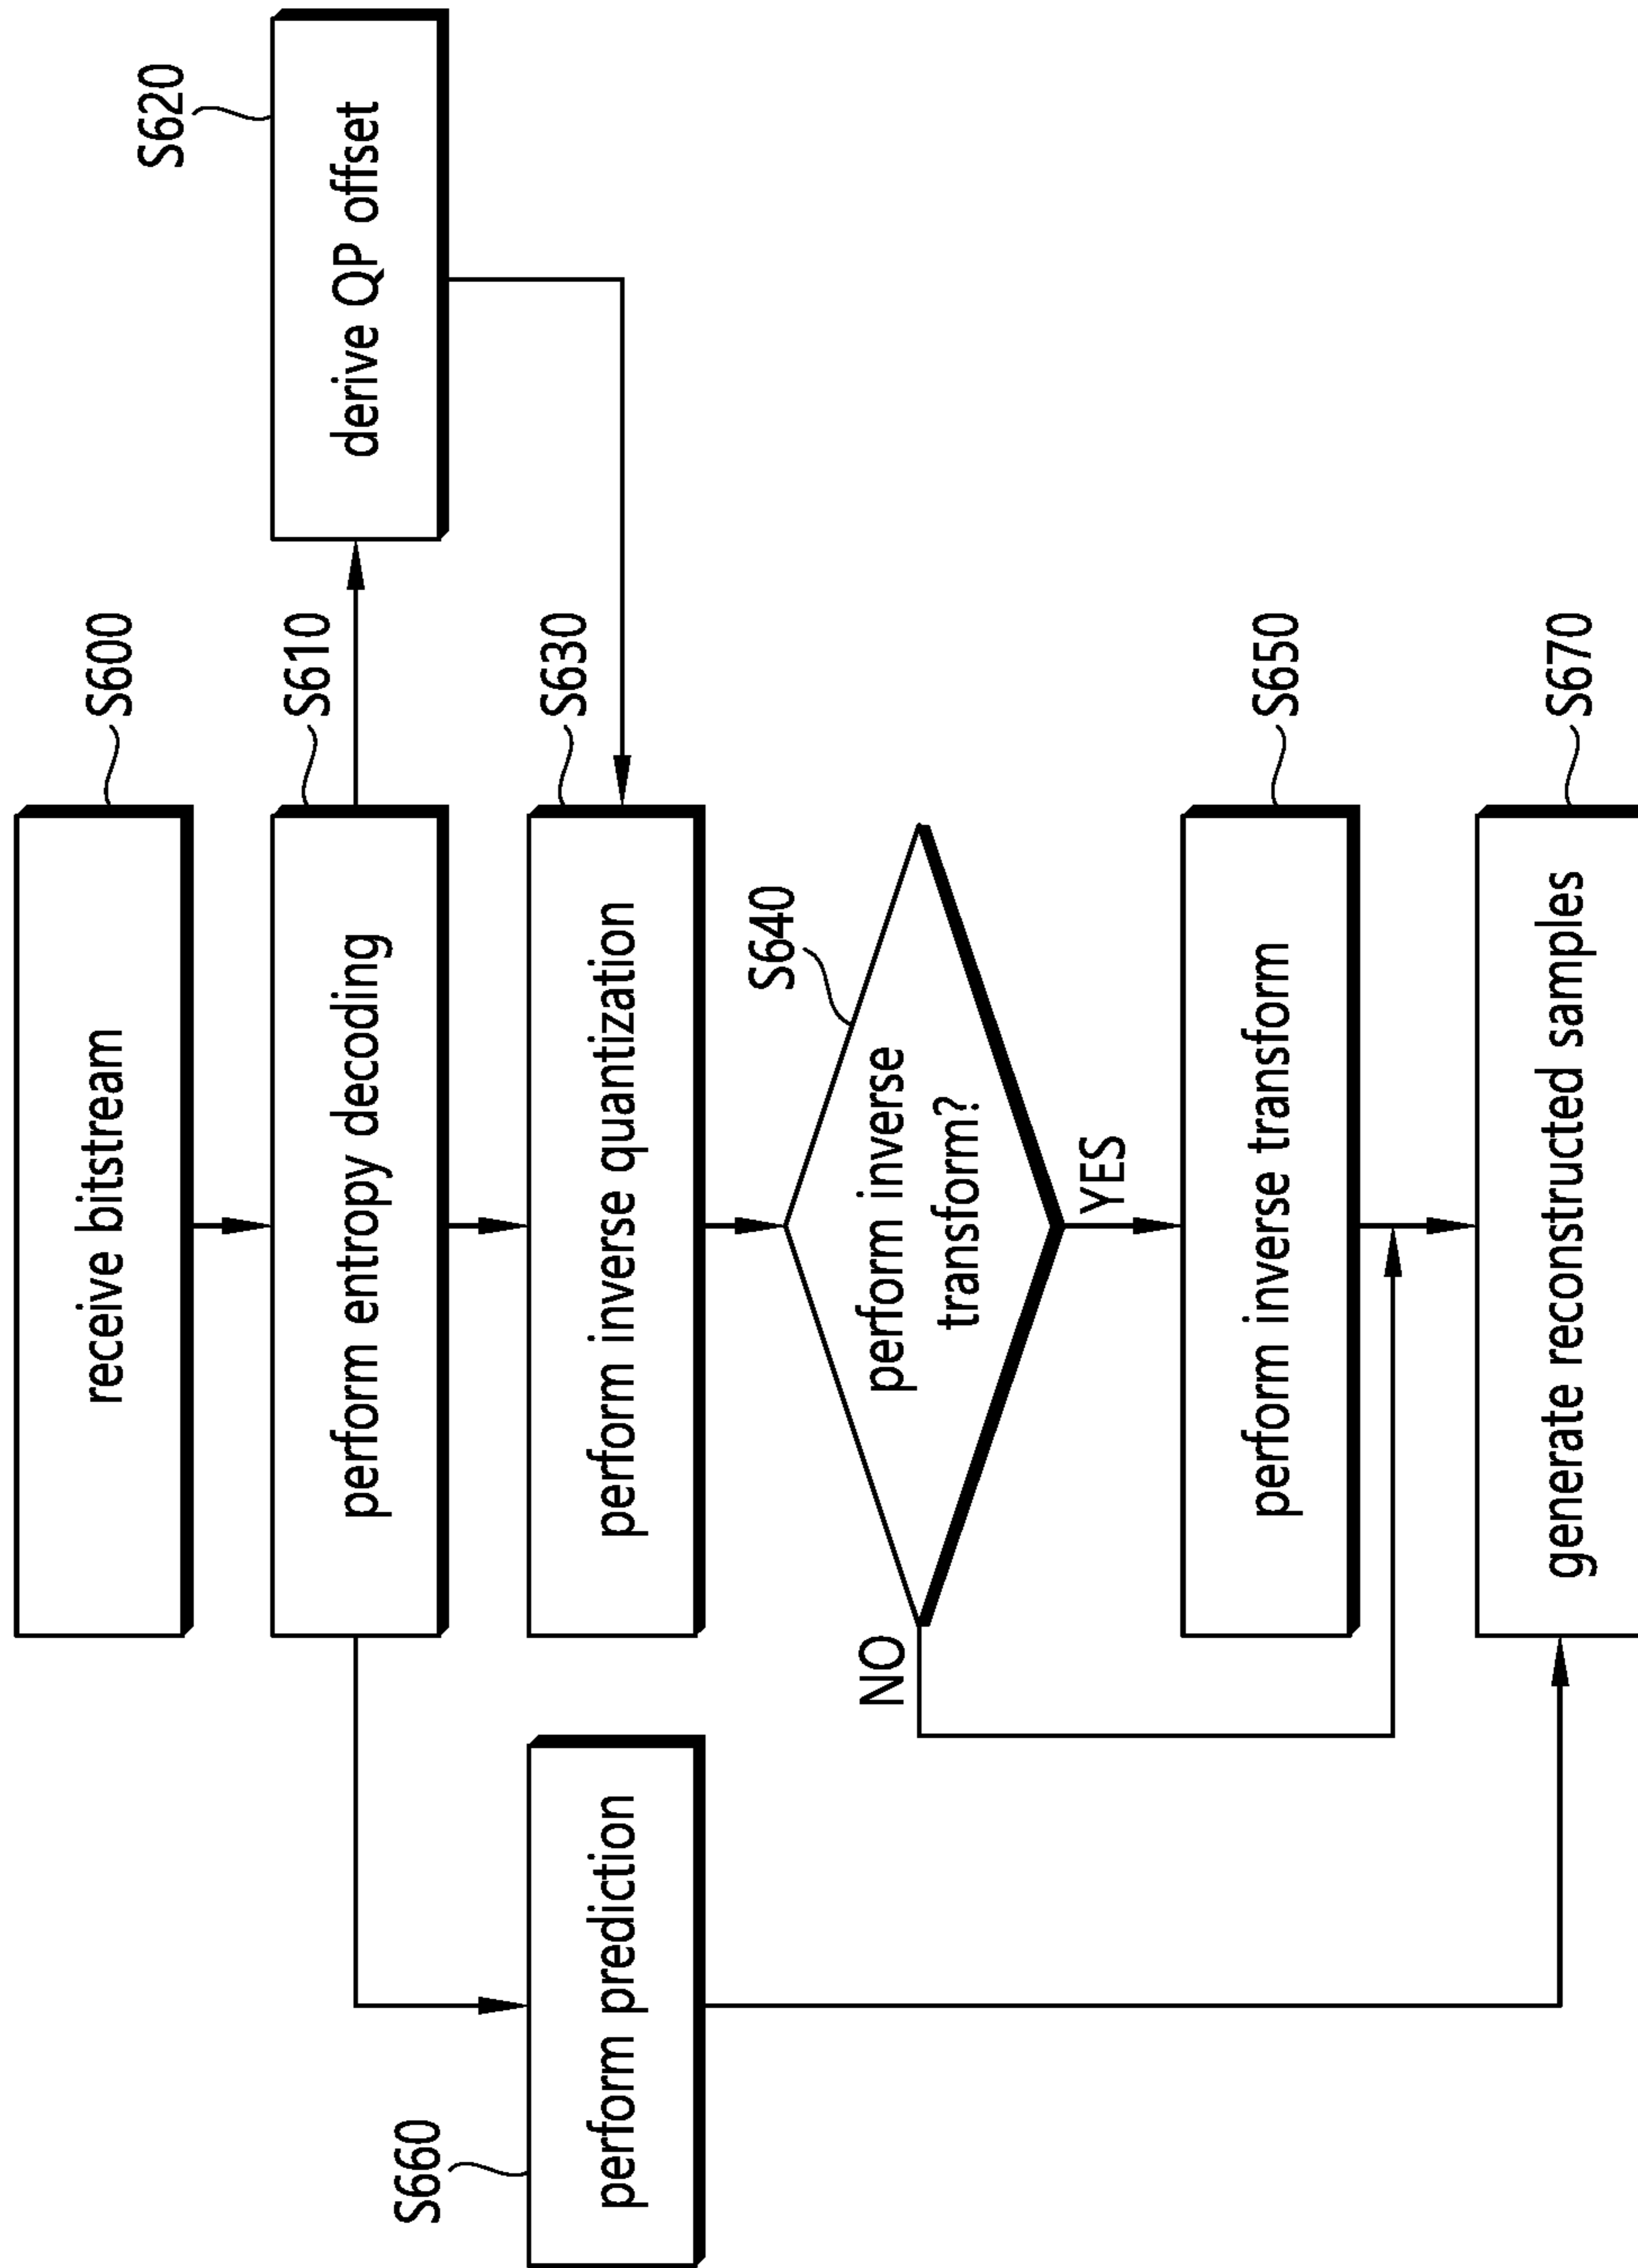 receive bitstream
S600
perform entropy decoding
S610
derive QP offset
S620
perform inverse quantization
S630
perform inverse
transform?
S640
NO
YES
perform inverse transform
S650
perform prediction
S660
generate reconstructed samples
S670